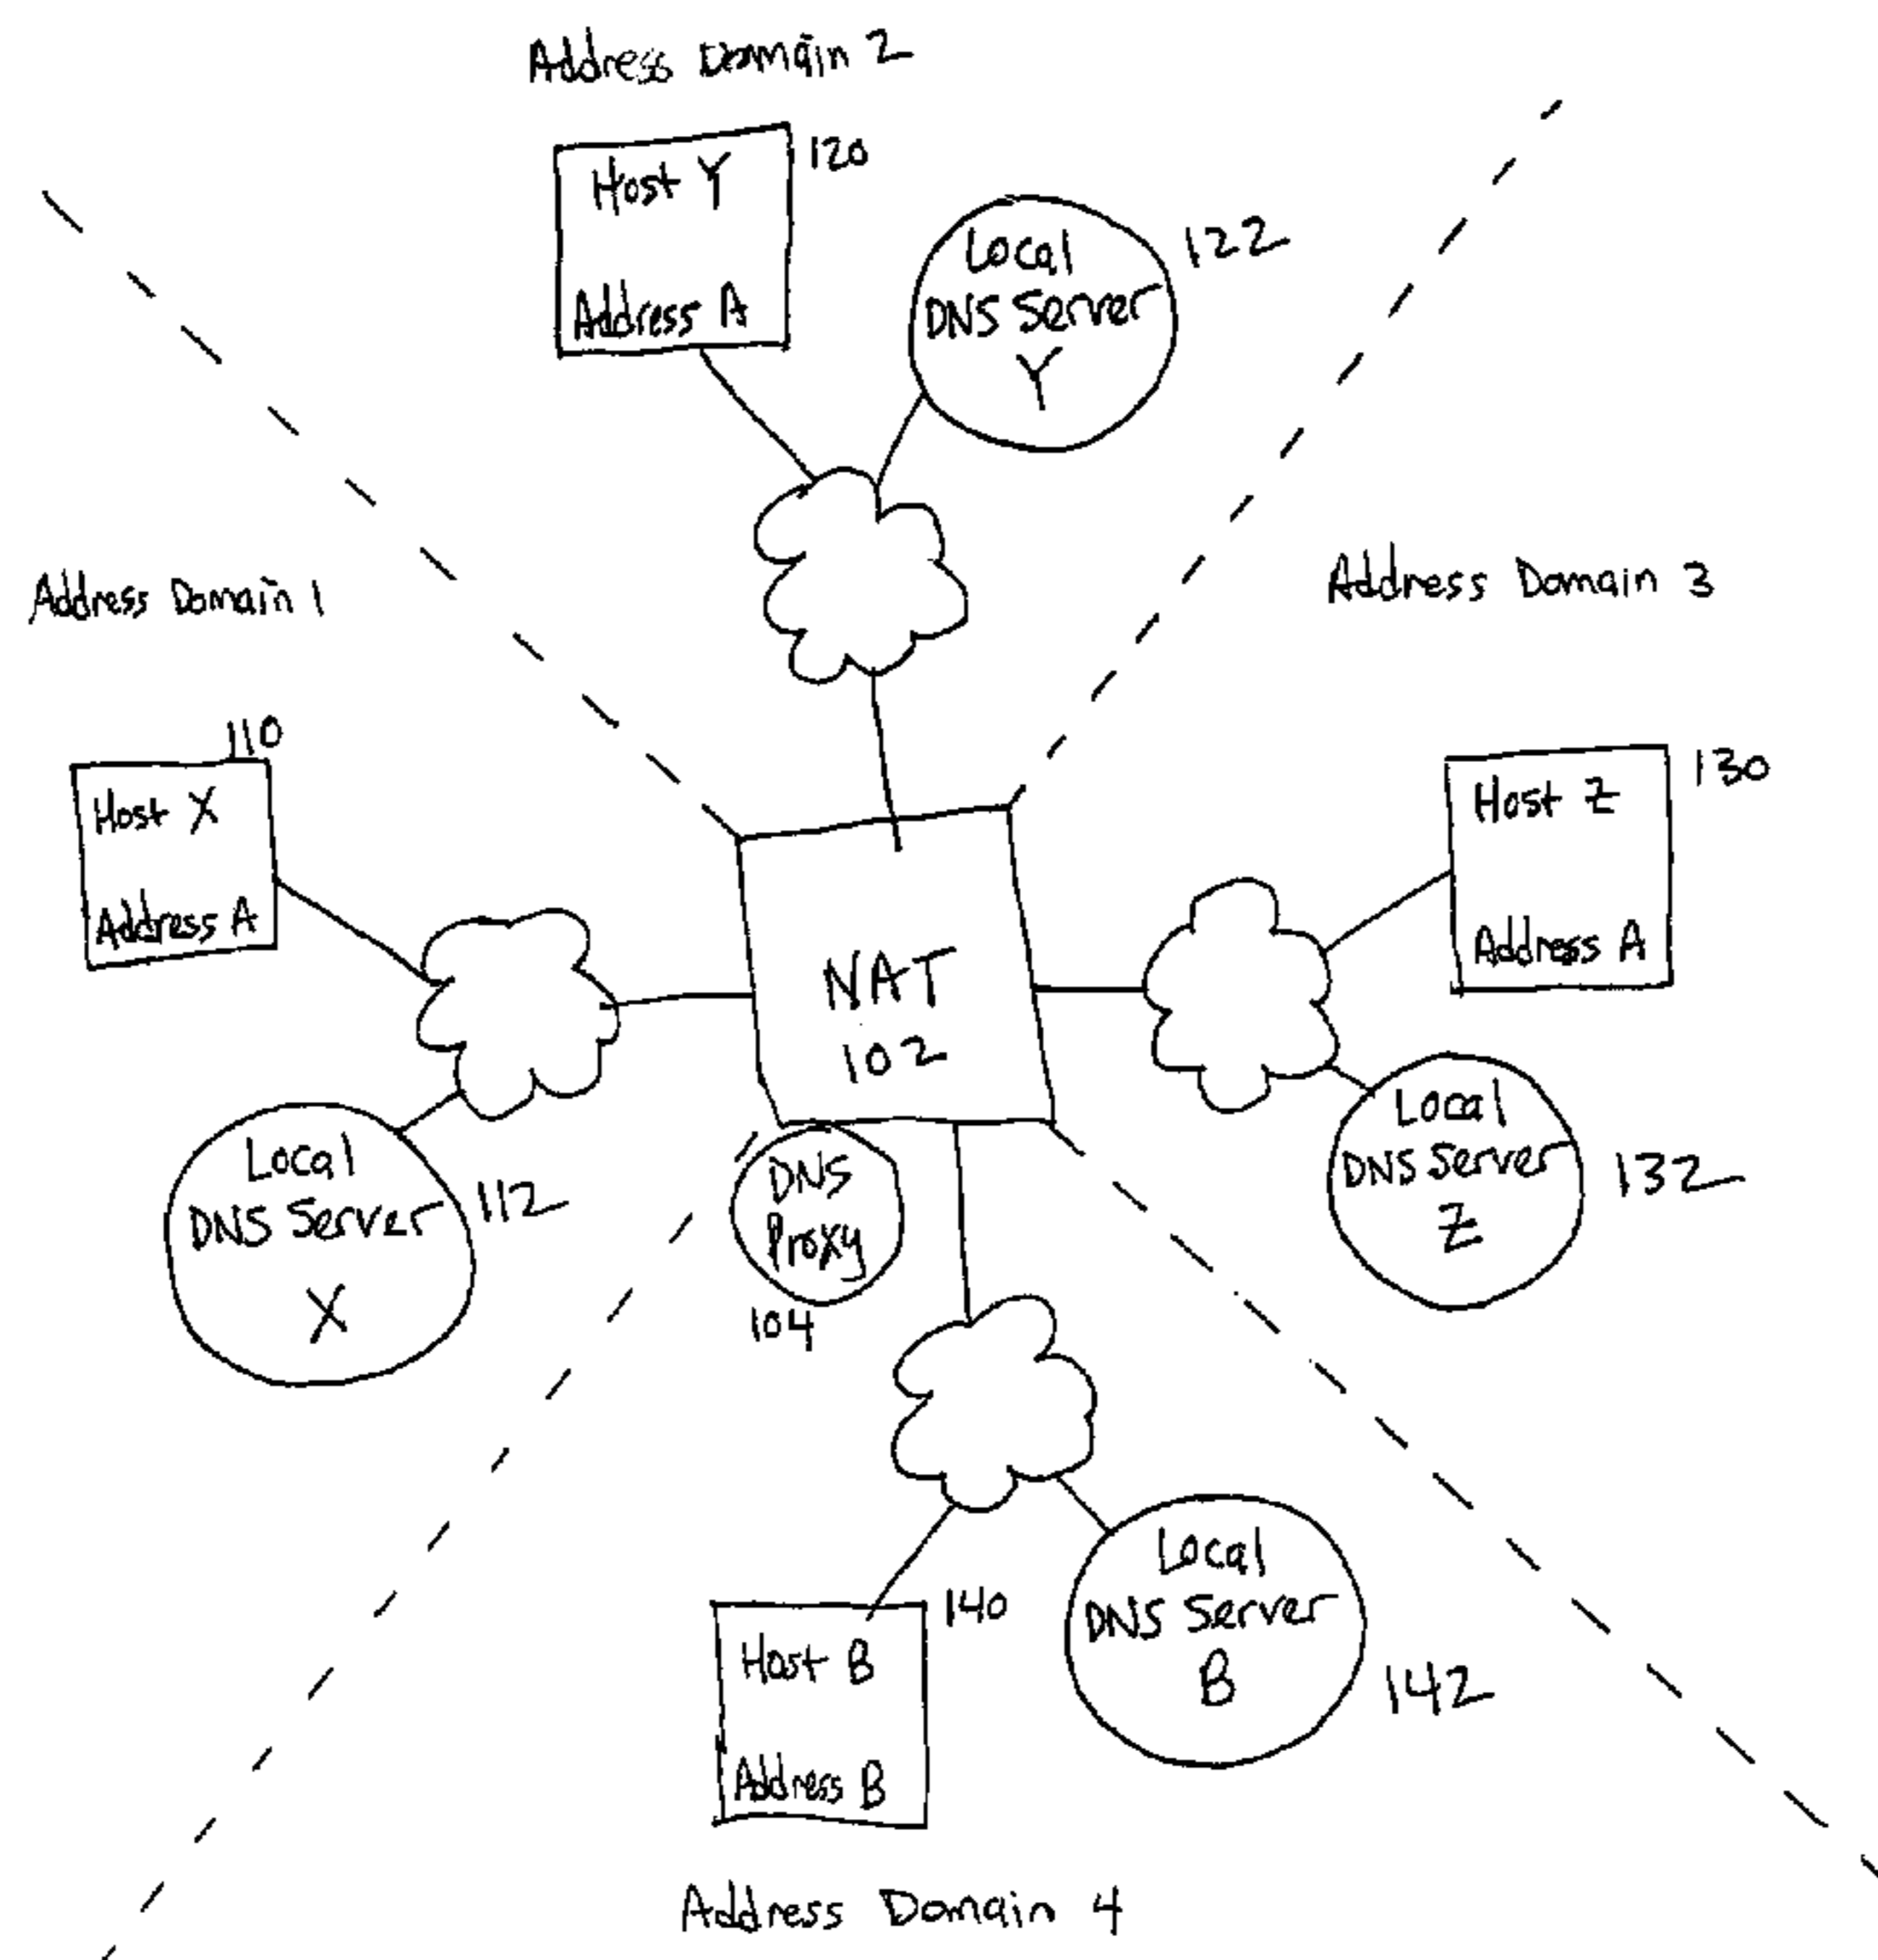 Address Domain 2
Host Y
Address A
120
Local
DNS Server
Y
122
Address Domain 1
Address Domain 3
110
Host X
Address A
Host Z
Address A
130
NAT
102
Local
DNS Server
X
112
DNS
Proxy
104
Local
DNS Server
Z
132
Host B
Address B
140
Local
DNS Server
B
142
Address Domain 4